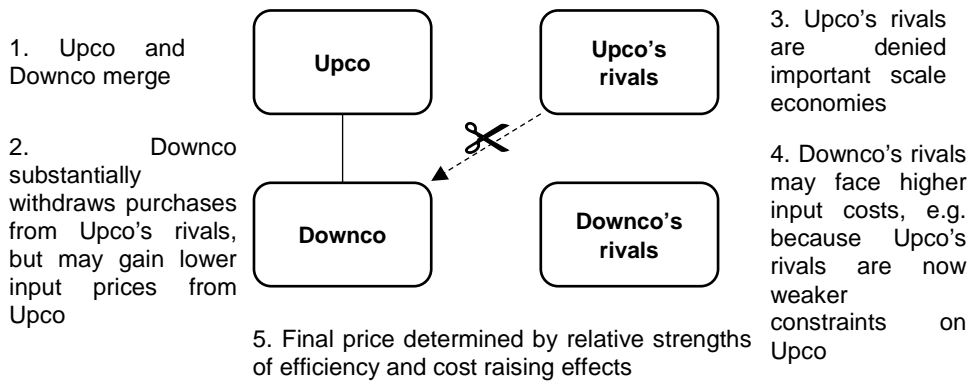 1. Upco and
Downco merge
2. Downco
substantially
withdraws purchases
from Upco's rivals,
but may gain lower
input prices from
Upco
Upco
Upco's
rivals
Downco
Downco's
rivals
3. Upco's rivals
are denied
important scale
economies
4. Downco's rivals
may face higher
input costs, e.g.
because Upco's
rivals are now
weaker
constraints on
Upco
5. Final price determined by relative strengths
of efficiency and cost raising effects